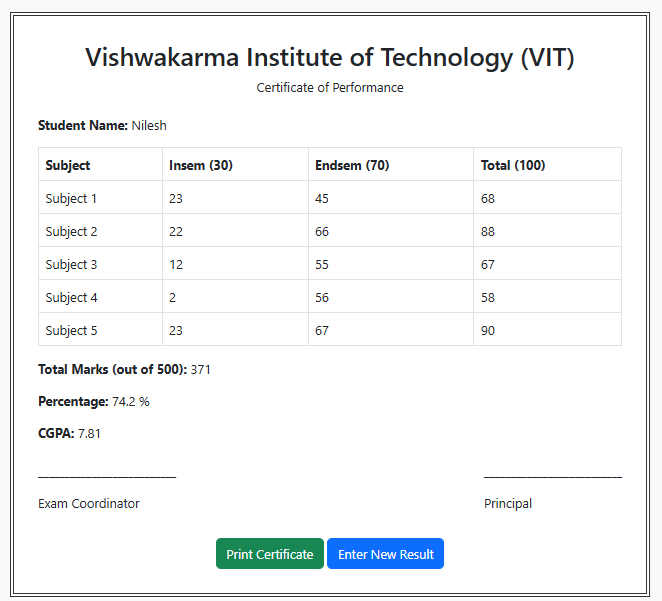 Vishwakarma Institute of Technology (VIT)
Certificate of Performance
Student Name: Nilesh
Subject Insem (30) Endsem (70) Total (100)
Subject 1 23 45 68
Subject 2 22 66 88
Subject 3 12 55 67
Subject 4 2 56 58
Subject 5 23 67 90
Total Marks (out of 500): 371
Percentage: 74.2 %
CGPA: 7.81
Exam Coordinator Principal
Print Certificate Enter New Result